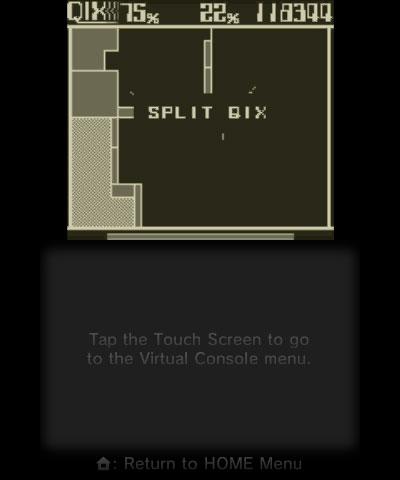 QIX 75% 22% 118344
SPLIT QIX
Tap the Touch Screen to go
to the Virtual Console menu.
: Return to HOME Menu